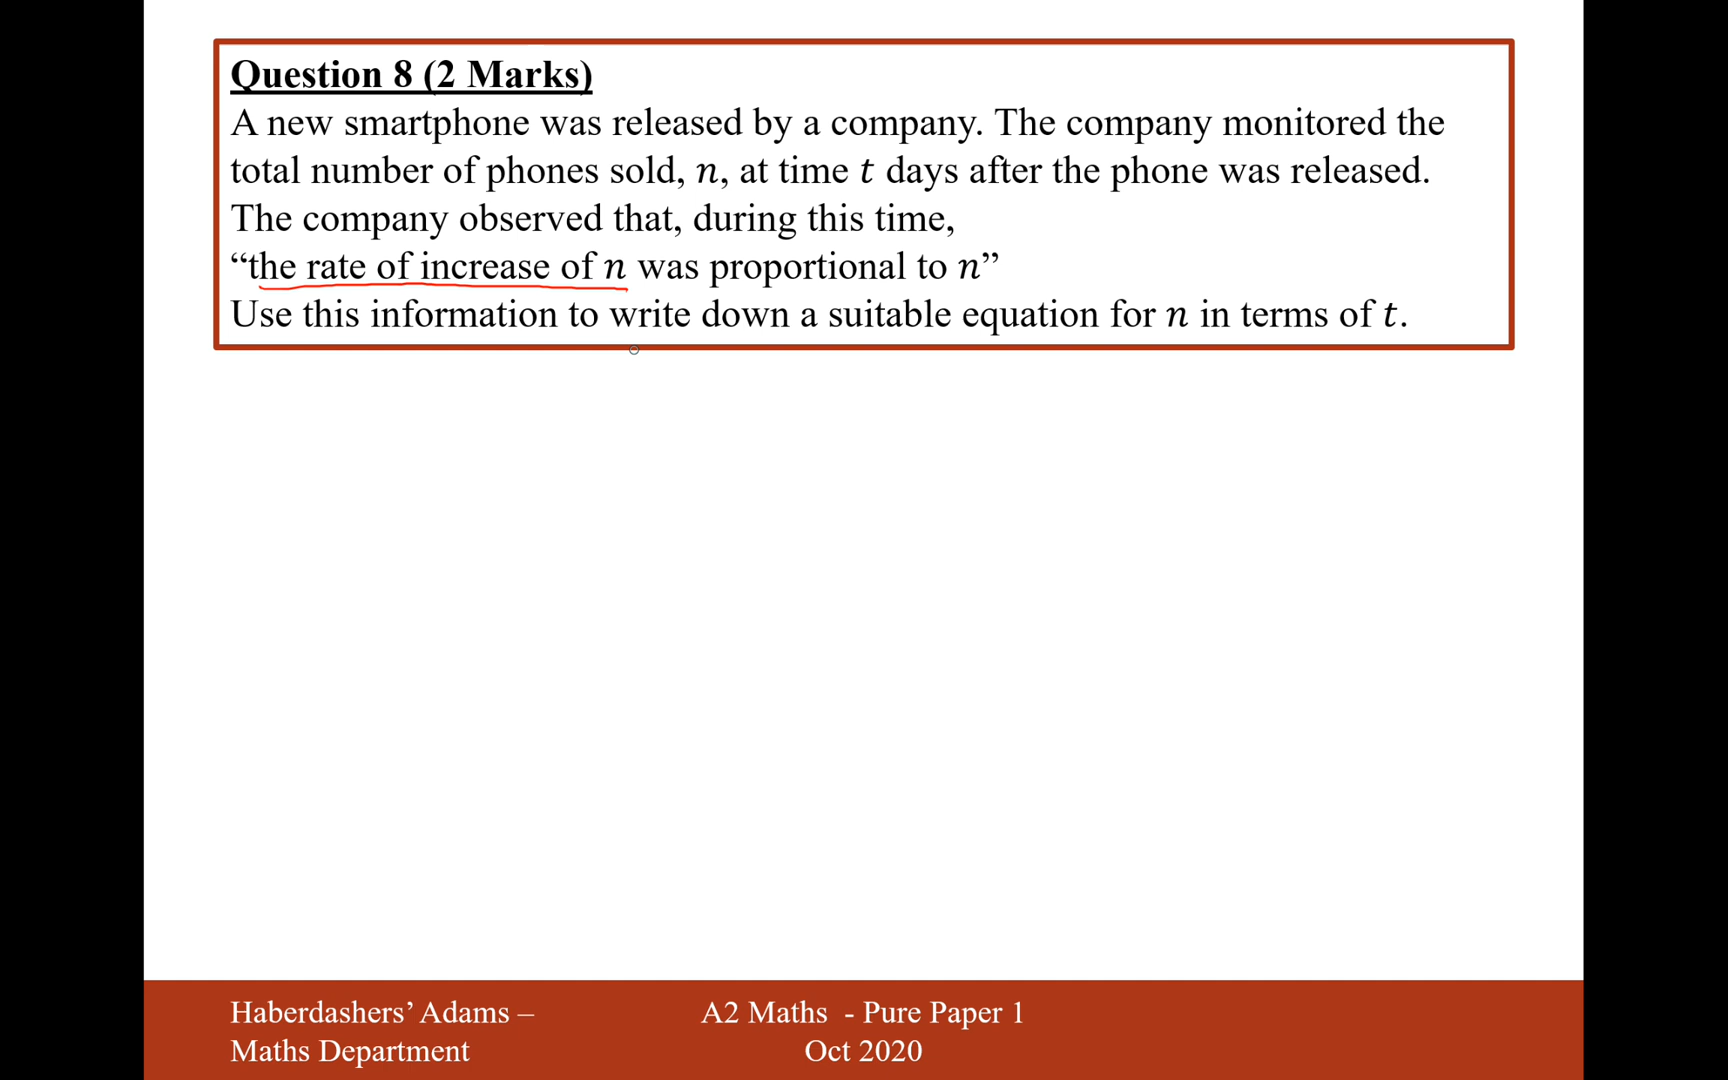 Question 8 (2 Marks)
A new smartphone was released by a company. The company monitored the
total number of phones sold, n, at time t days after the phone was released.
The company observed that, during this time,
“the rate of increase of n was proportional to n”
Use this information to write down a suitable equation for n in terms of t.
Haberdashers’ Adams –
Maths Department
A2 Maths - Pure Paper 1
Oct 2020